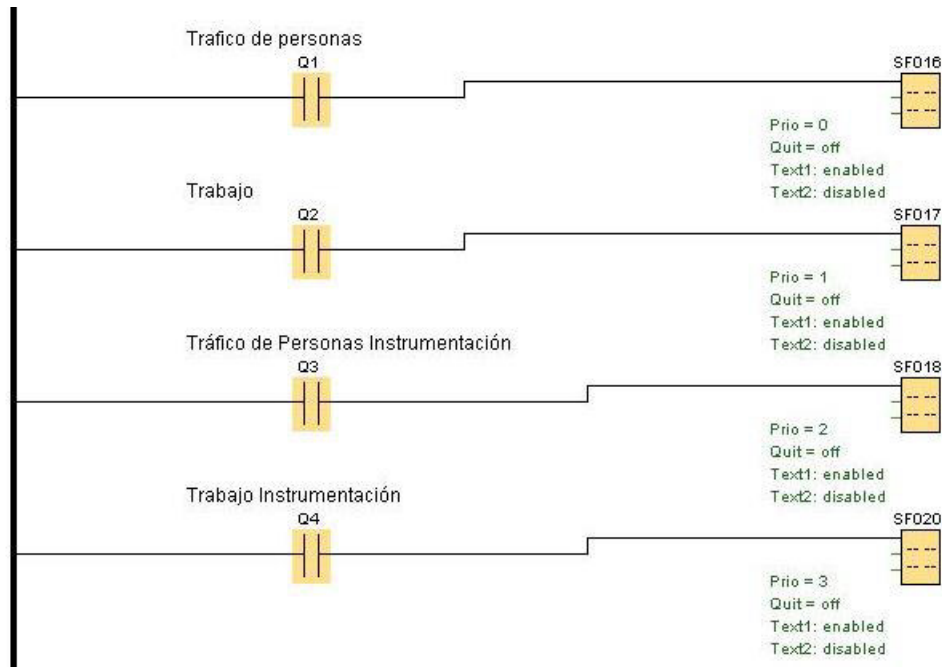 Trafico de personas
Q1
SF016
Prio = 0
Quit = off
Text1: enabled
Text2: disabled
Trabajo
Q2
SF017
Prio = 1
Quit = off
Text1: enabled
Text2: disabled
Tráfico de Personas Instrumentación
Q3
SF018
Prio = 2
Quit = off
Text1: enabled
Text2: disabled
Trabajo Instrumentación
Q4
SF020
Prio = 3
Quit = off
Text1: enabled
Text2: disabled